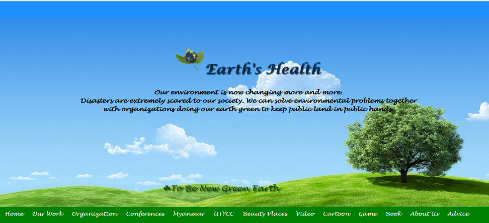 Earth's Health
Our environment is now changing more and more.
Disasters are extremely scared to our society. We can solve environmental problems together
with organizations doing our earth green to keep public land in public hands.
To Be New Green Earth
Home Our Work Organization Conferences Myanmar UYCC Beauty Places Video Cartoon Game Book About Us Advice